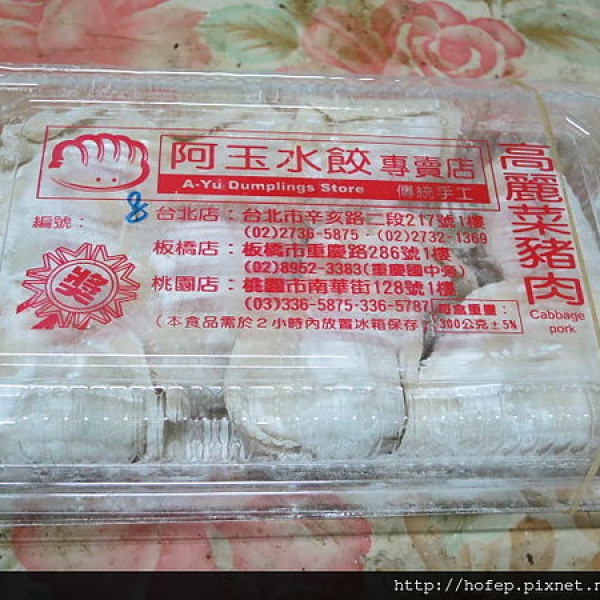 阿玉水餃專賣店
A-Yu Dumplings Store 傳統手工
編號： 8
台北店：台北市辛亥路二段217號1樓
(02)2736-5875．(02)2732-1369
板橋店：板橋市重慶路286號1樓
(02)8952-3383(重慶國中旁)
桃園店：桃園市南華街128號1樓
(03)336-5875·336-5787
(本食品需於2小時內放置冰箱保存)
每盒重量：
300公克±5%
獎
高麗菜豬肉
Cabbage
pork
http://hofep.pixnet.n